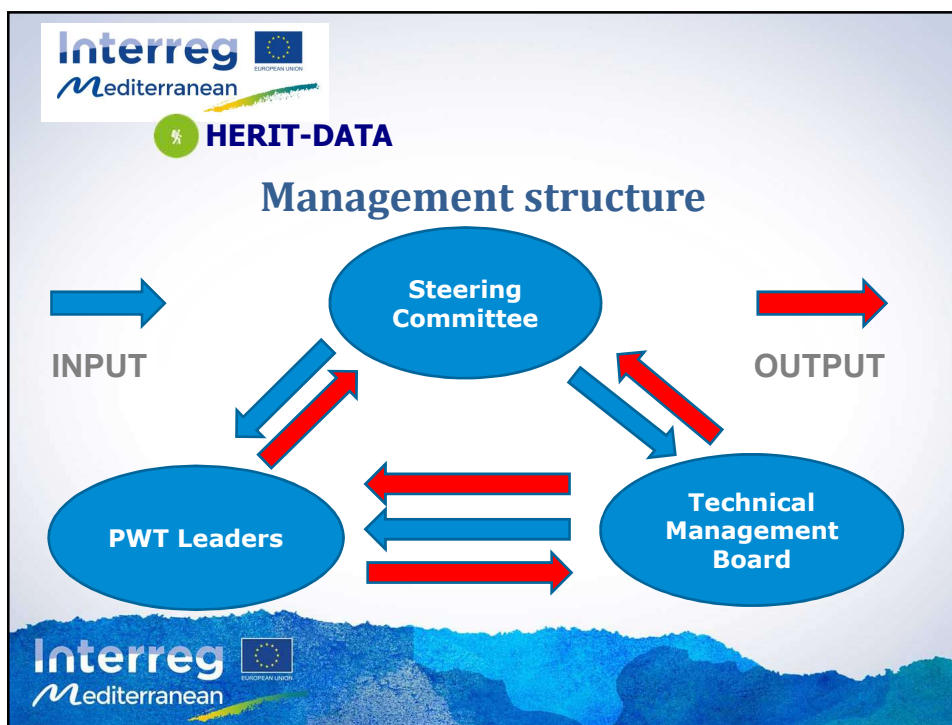 Interreg
EUROPEAN UNION
Mediterranean
HERIT-DATA
Management structure
Steering
Committee
INPUT
OUTPUT
PWT Leaders
Technical
Management
Board
Interreg
EUROPEAN UNION
Mediterranean